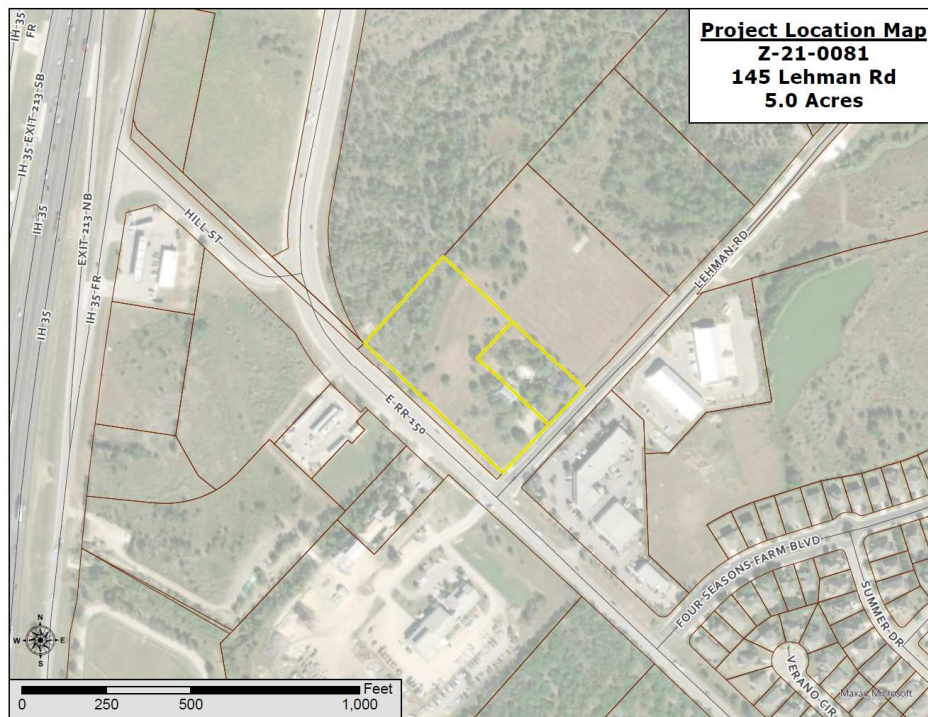 Project Location Map
Z-21-0081
145 Lehman Rd
5.0 Acres
IH 35
FR
IH 35 EXIT 213 SB
IH 35
IH 35
EXIT 213 NB
IH 35 FR
HILL ST
E RR 150
LEHMAN RD
FOUR SEASONS FARM BLVD
SUMMER DR
VERANO CIR
N
W
E
S
Feet
0 250 500 1,000
Maxar, Microsoft